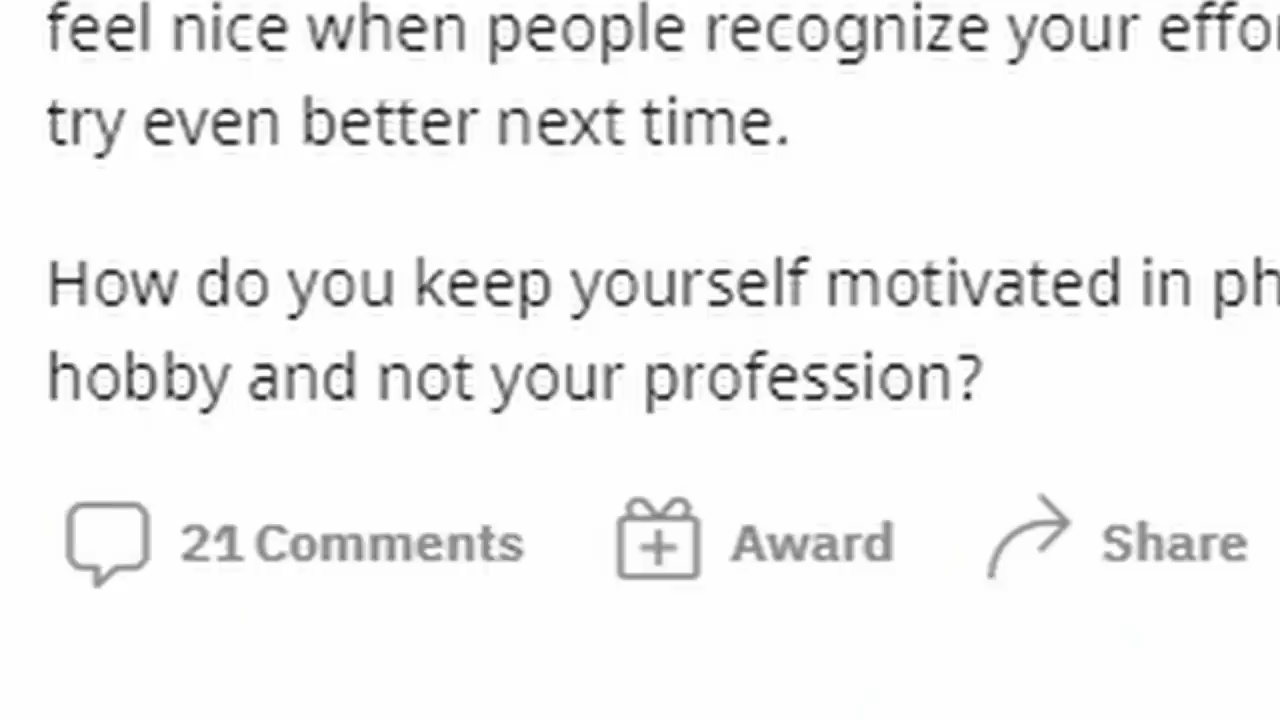 feel nice when people recognize your
try even better next time.
How do you keep yourself motivated in
hobby and not your profession?
21 Comments Award Share